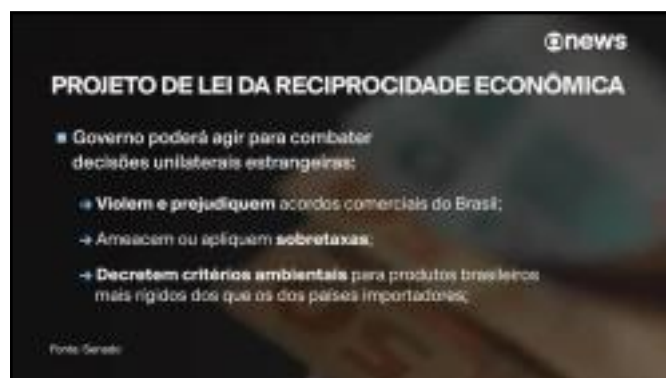 news
PROJETO DE LEI DA RECIPROCIDADE ECONÔMICA
Governo poderá agir para combater
decisões unilaterais estrangeiras:
→ Violem e prejudiquem acordos comerciais do Brasil;
→ Ameacem ou apliquem sobretaxas;
→ Decretem critérios ambientais para produtos brasileiros
mais rígidos dos que os dos países importadores;
Fonte: Senado